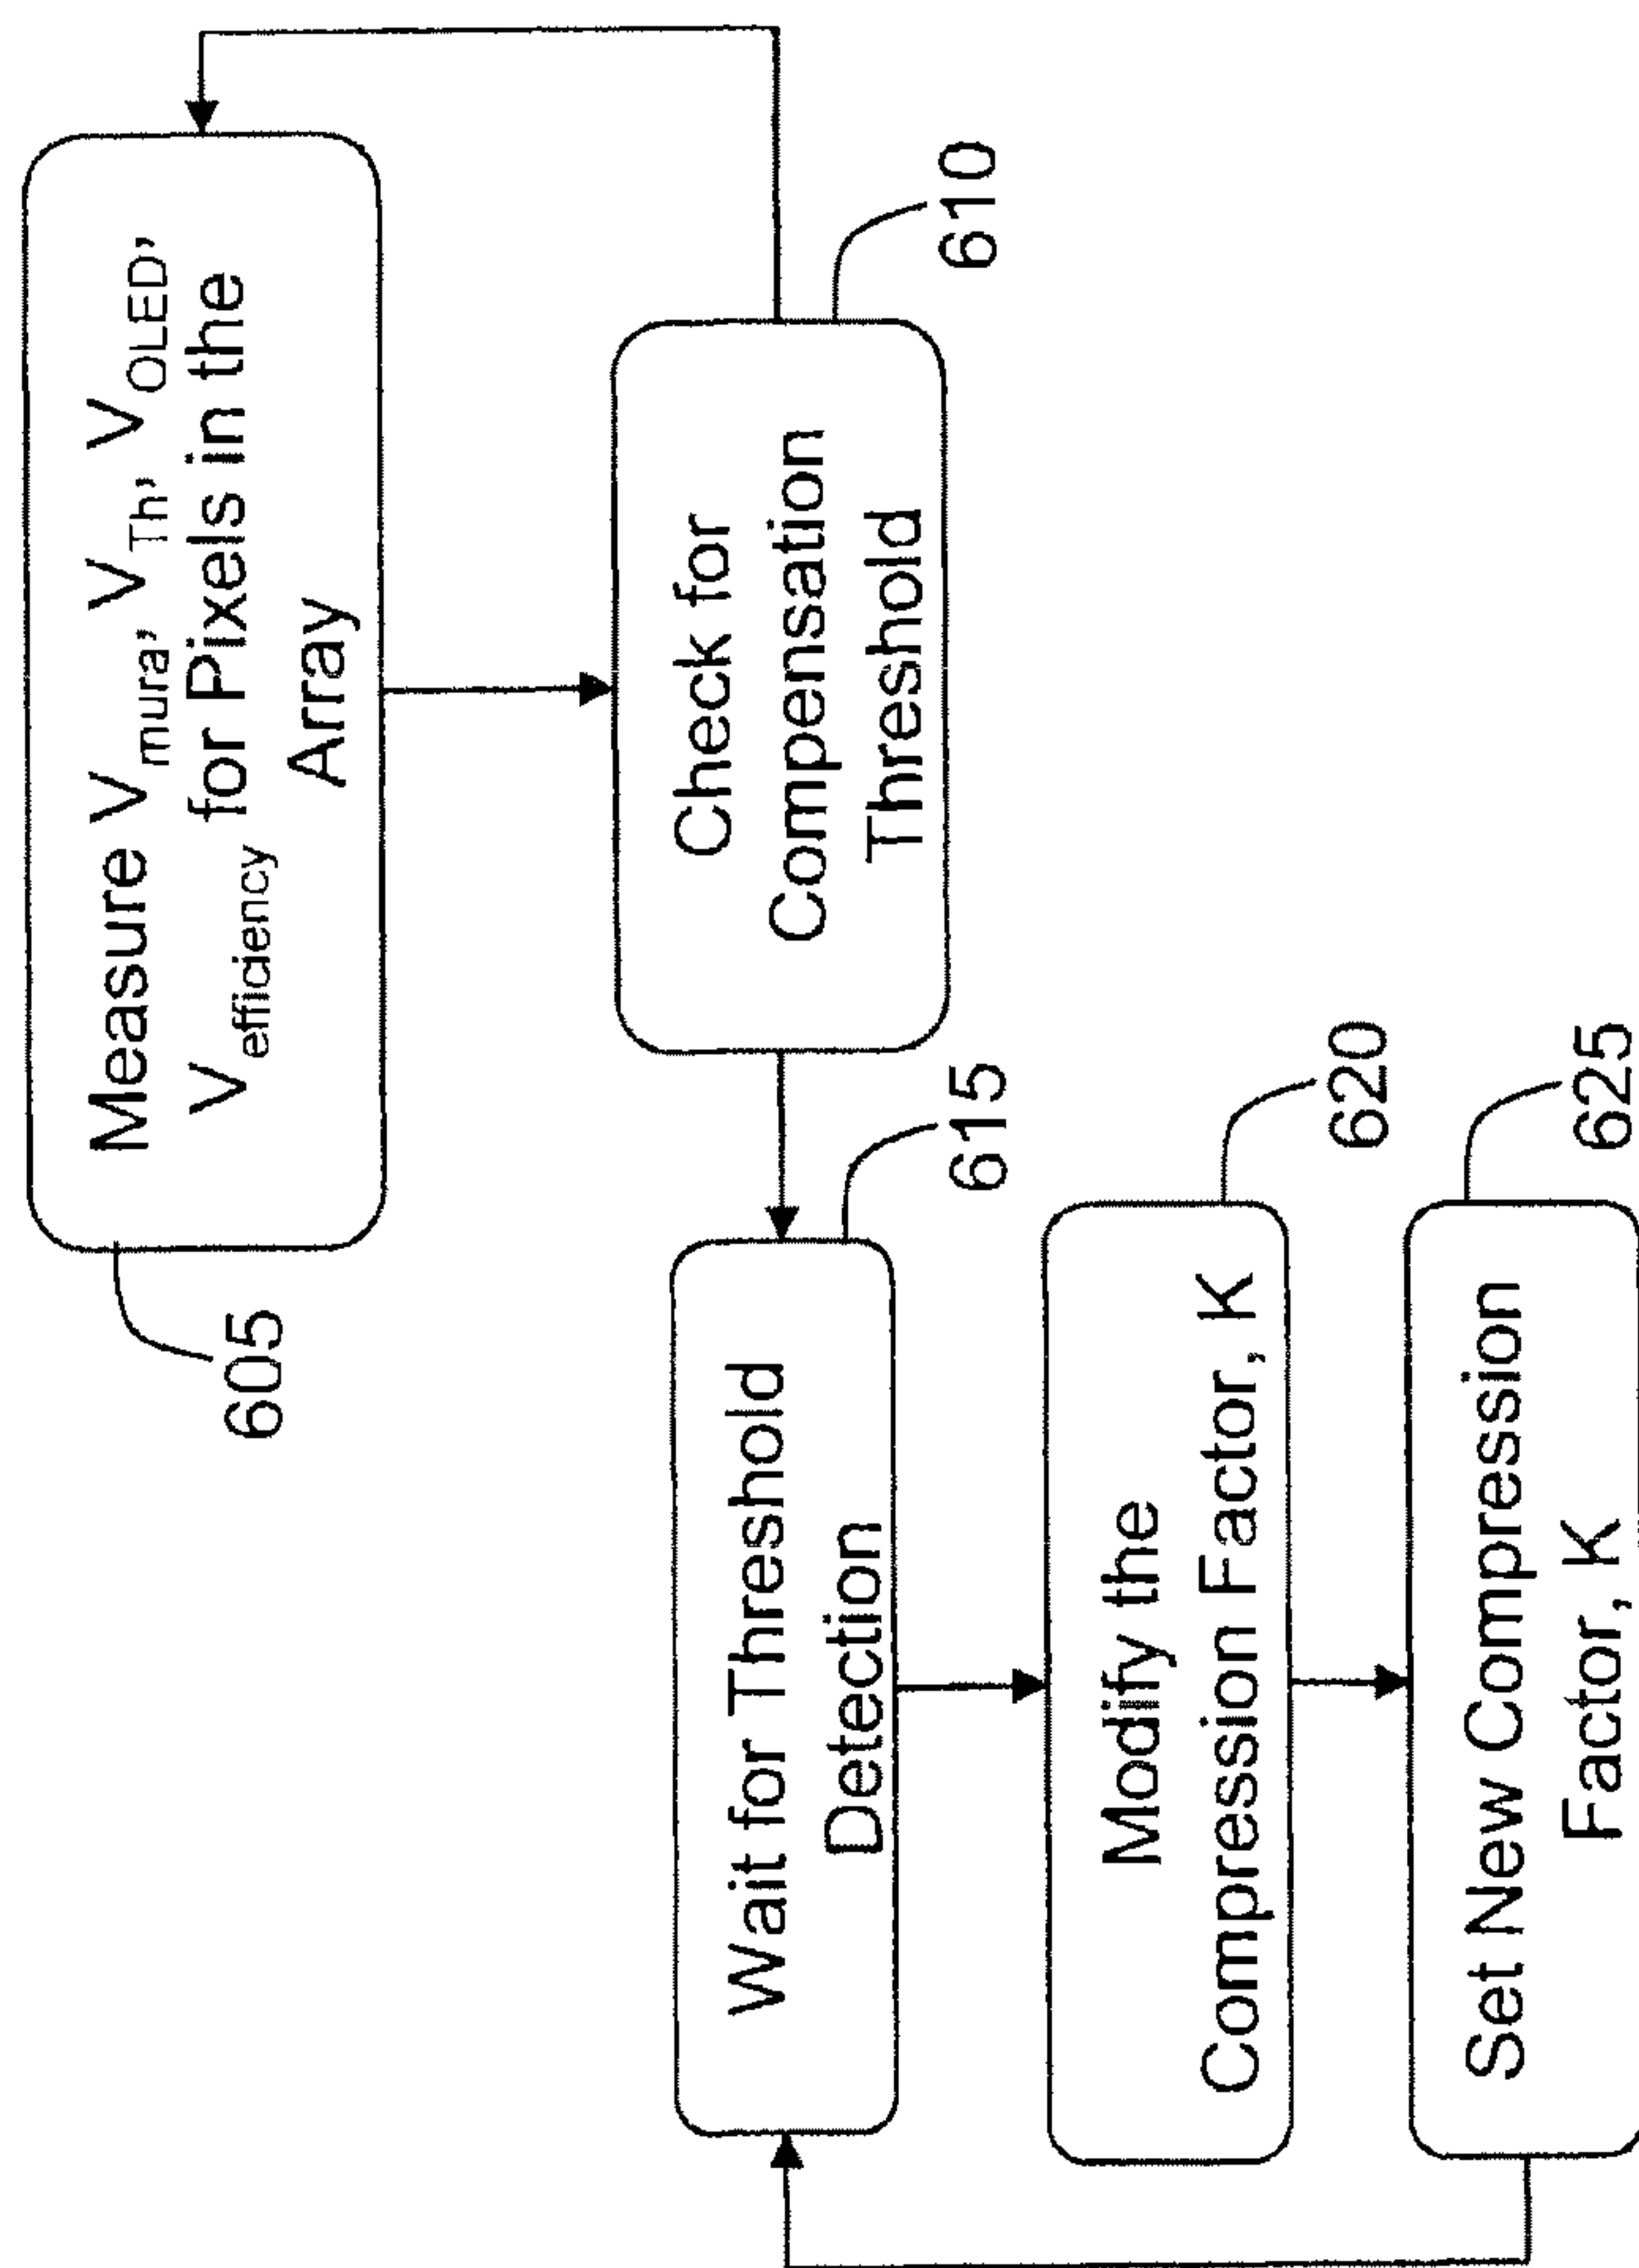 Measure V_mura, V_Th, V_OLED,
V_efficiency for Pixels in the
Array
605
Check for
Compensation
Threshold
610
Wait for Threshold
Detection
615
Modify the
Compression Factor, K
620
Set New Compression
Factor, K
625